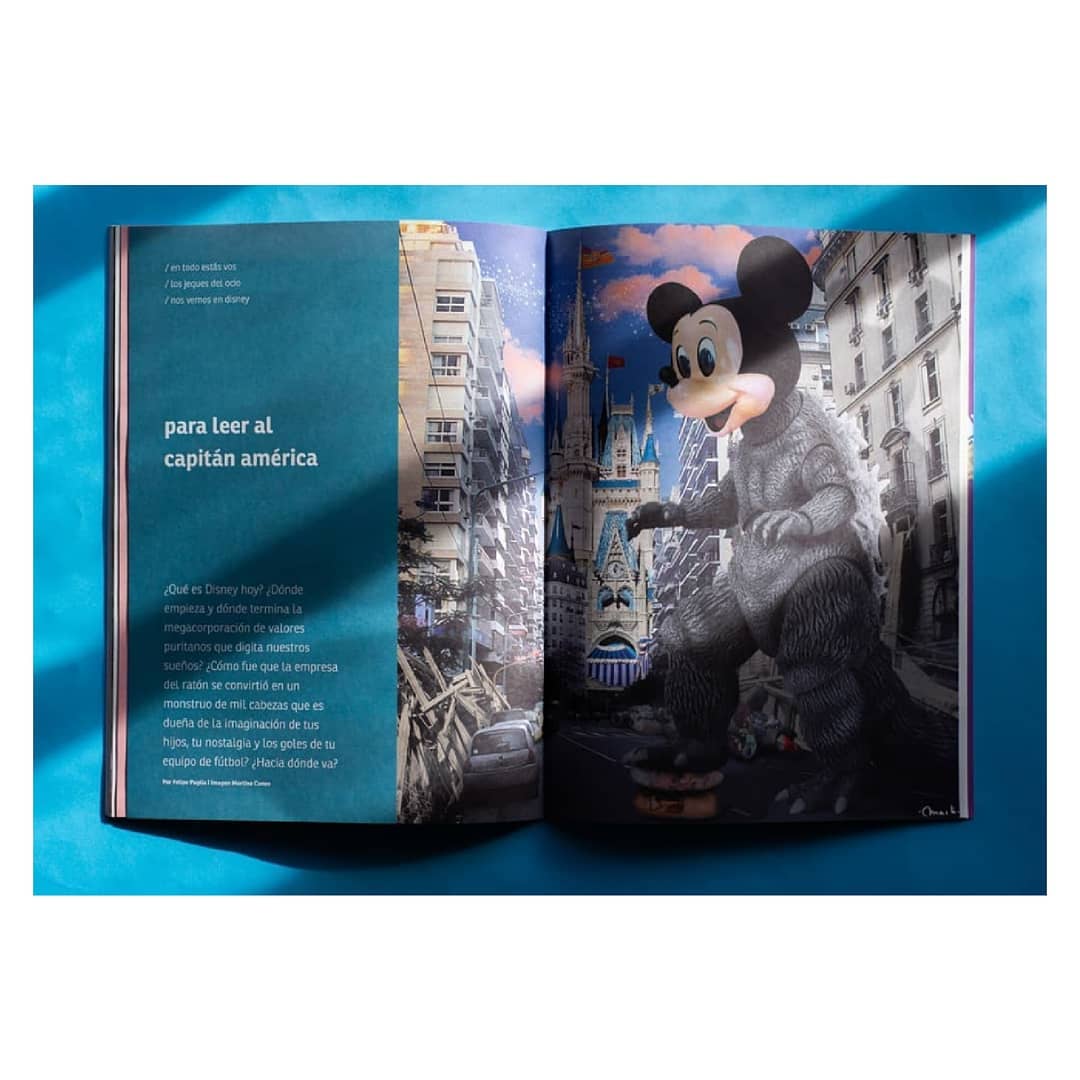 / en todo estás vos
/ los jeques del ocio
/ nos vemos en disney
para leer al
capitán américa
¿Qué es Disney hoy? ¿Dónde
empieza y dónde termina la
megacorporación de valores
puritanos que digita nuestros
sueños? ¿Cómo fue que la empresa
del ratón se convirtió en un
monstruo de mil cabezas que es
dueña de la imaginación de tus
hijos, tu nostalgia y los goles de tu
equipo de fútbol? ¿Hacia dónde va?
Por Felipe Puglia | Imagen Martina